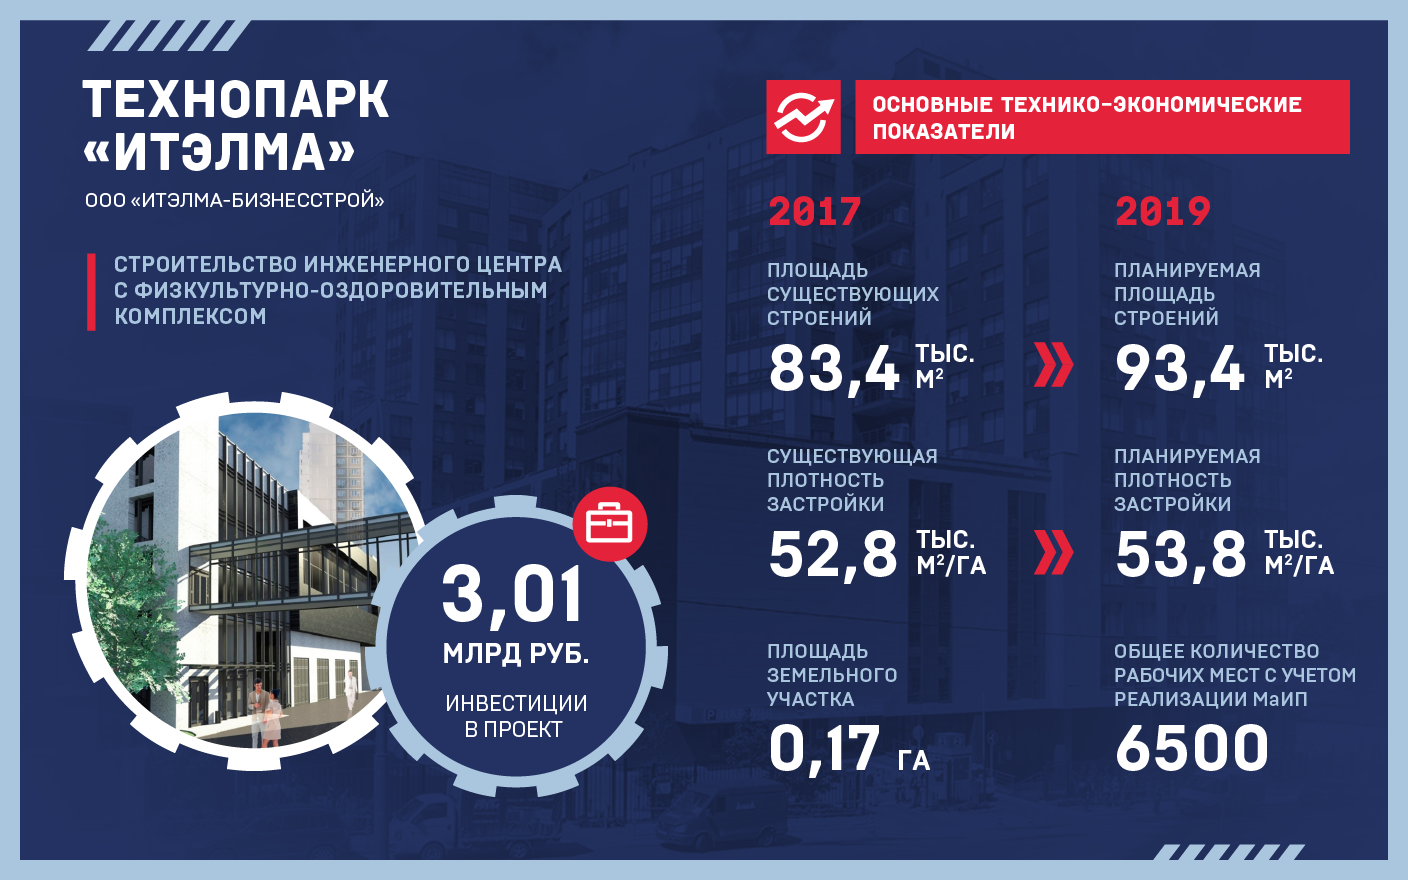 ТЕХНОПАРК
«ИТЭЛМА»
ООО «ИТЭЛМА-БИЗНЕССТРОЙ»
СТРОИТЕЛЬСТВО ИНЖЕНЕРНОГО ЦЕНТРА
С ФИЗКУЛЬТУРНО-ОЗДОРОВИТЕЛЬНЫМ
КОМПЛЕКСОМ
3,01
МЛРД РУБ.
ИНВЕСТИЦИИ
В ПРОЕКТ
ОСНОВНЫЕ ТЕХНИКО-ЭКОНОМИЧЕСКИЕ
ПОКАЗАТЕЛИ
2017
ПЛОЩАДЬ
СУЩЕСТВУЮЩИХ
СТРОЕНИЙ
83,4 ТЫС.
М²
СУЩЕСТВУЮЩАЯ
ПЛОТНОСТЬ
ЗАСТРОЙКИ
52,8 ТЫС.
М²/ГА
ПЛОЩАДЬ
ЗЕМЕЛЬНОГО
УЧАСТКА
0,17 ГА
2019
ПЛАНИРУЕМАЯ
ПЛОЩАДЬ
СТРОЕНИЙ
93,4 ТЫС.
М²
ПЛАНИРУЕМАЯ
ПЛОТНОСТЬ
ЗАСТРОЙКИ
53,8 ТЫС.
М²/ГА
ОБЩЕЕ КОЛИЧЕСТВО
РАБОЧИХ МЕСТ С УЧЕТОМ
РЕАЛИЗАЦИИ МаИП
6500